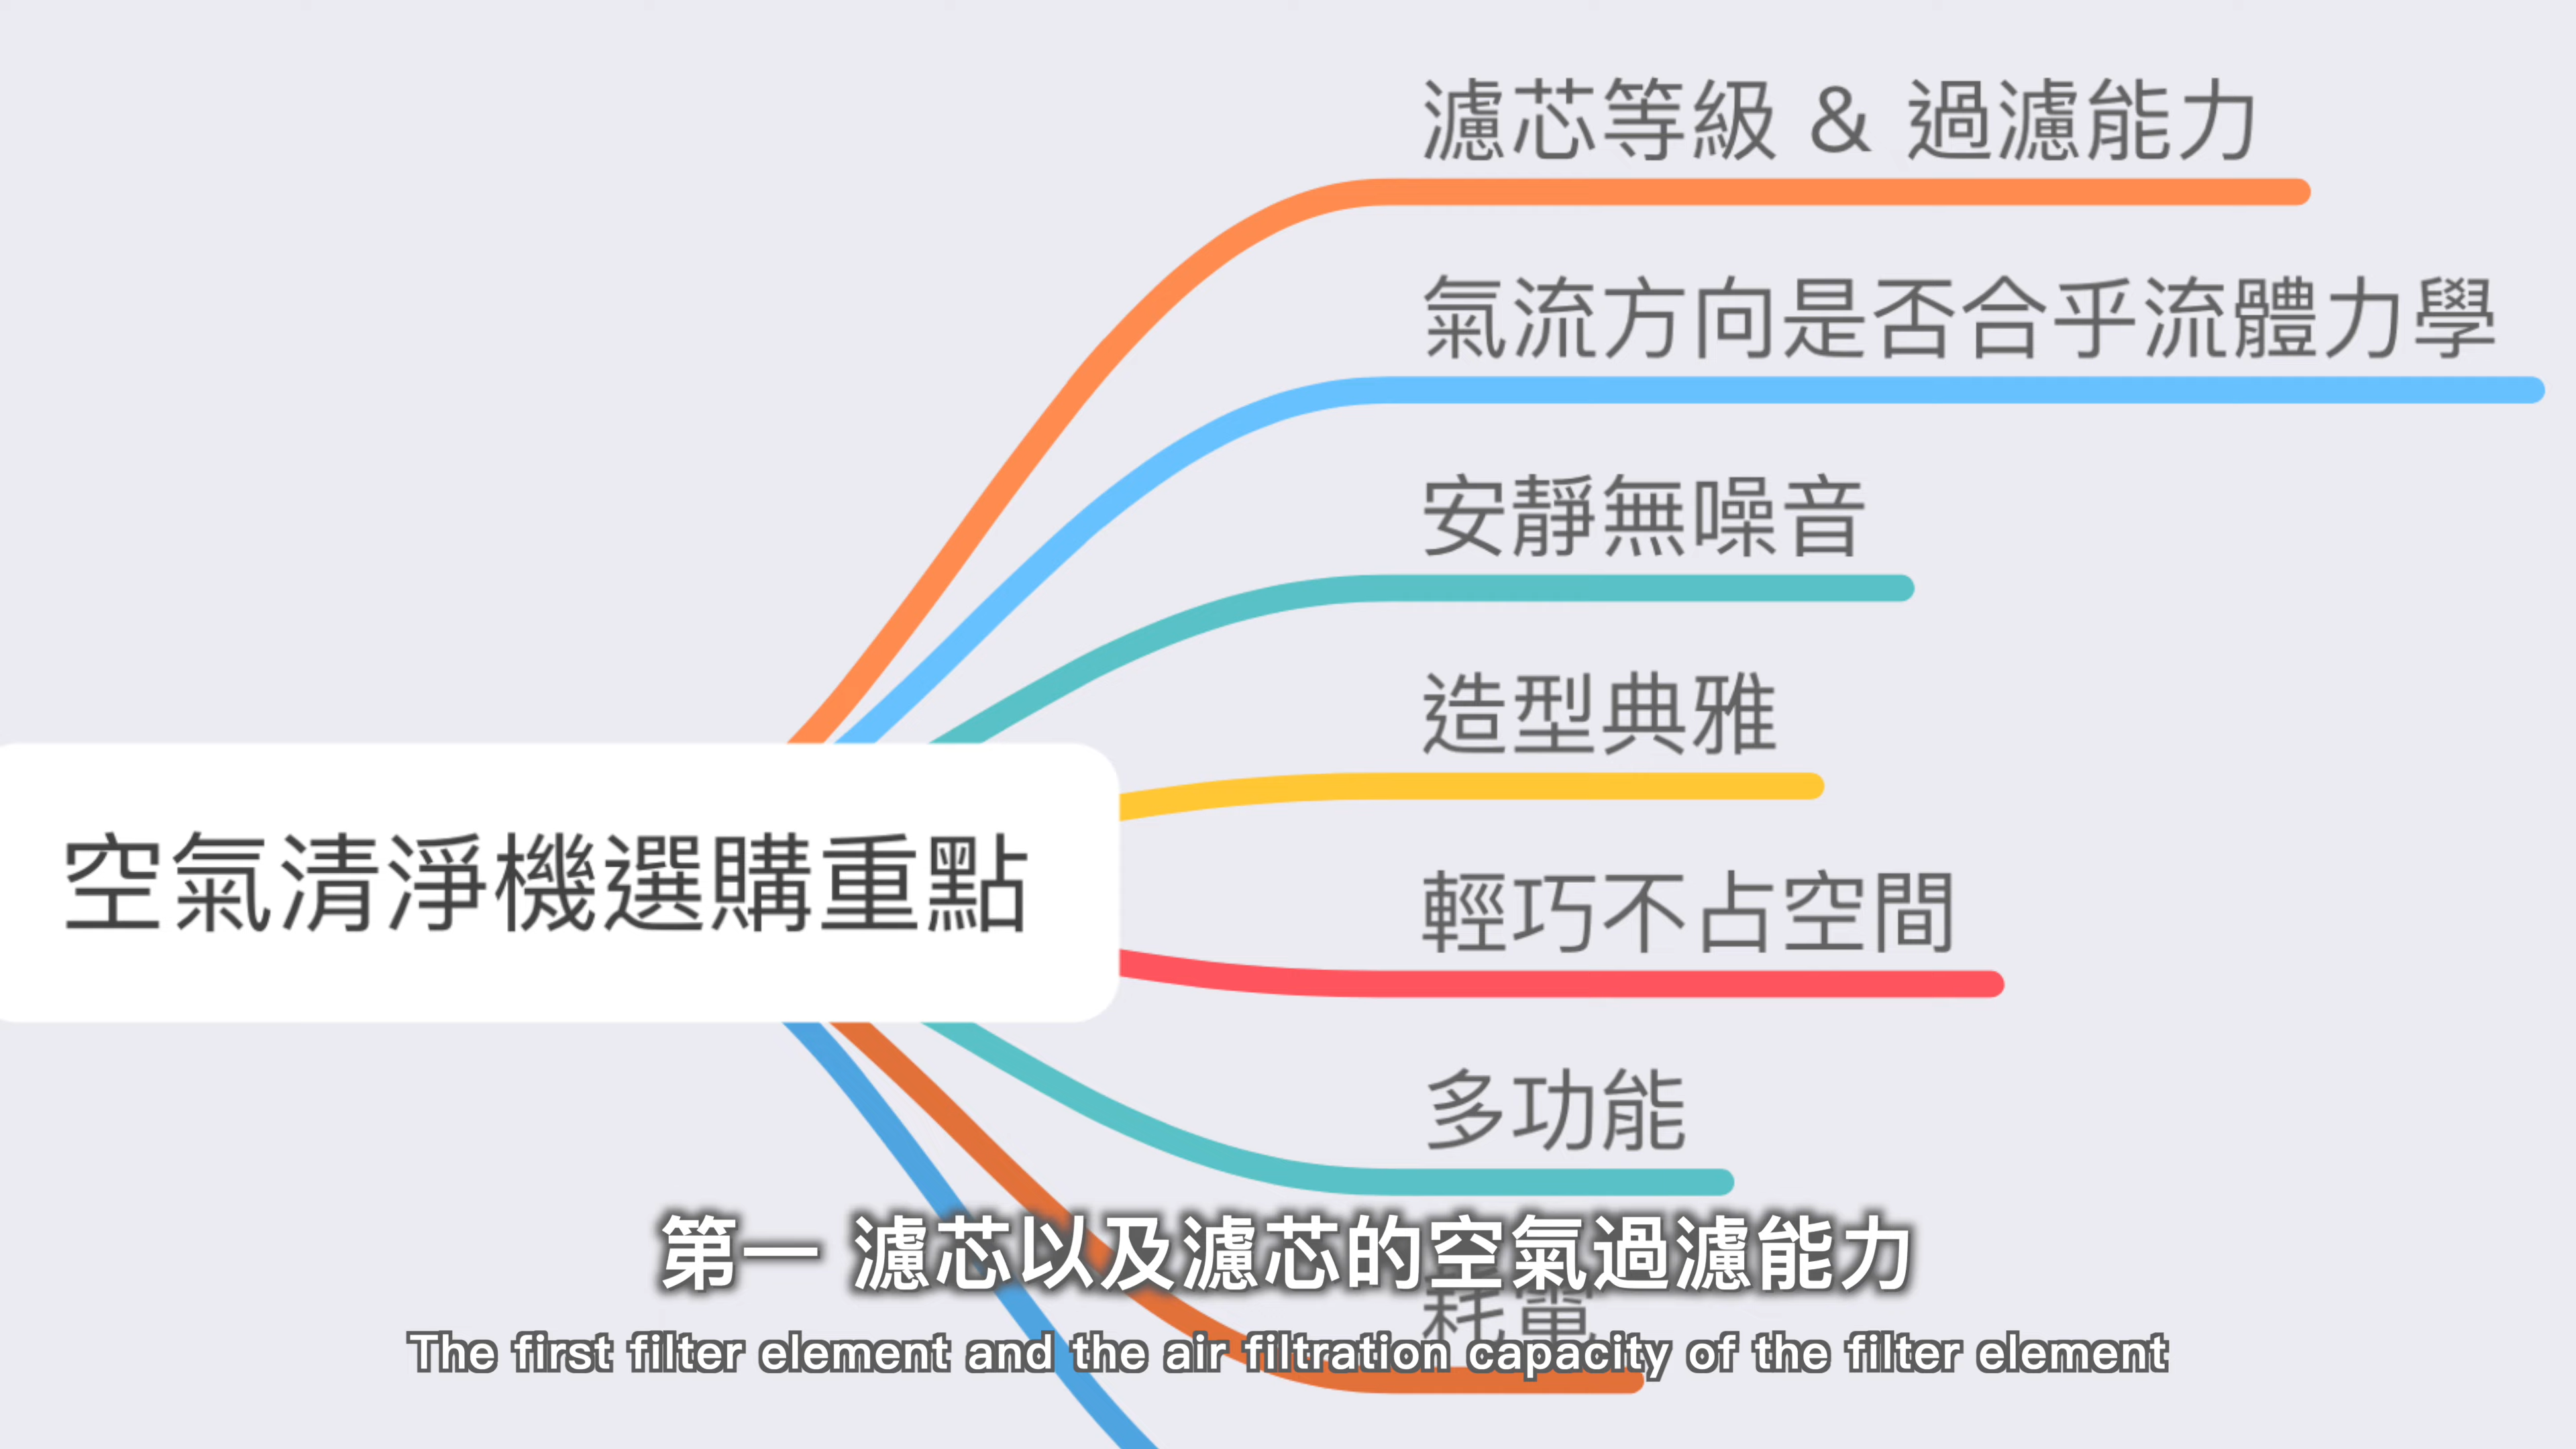 濾芯等級 & 過濾能力
氣流方向是否合乎流體力學
安靜無噪音
造型典雅
空氣清淨機選購重點
輕巧不占空間
多功能
第一 濾芯以及濾芯的空氣過濾能力
耗電
The first filter element and the air filtration capacity of the filter element